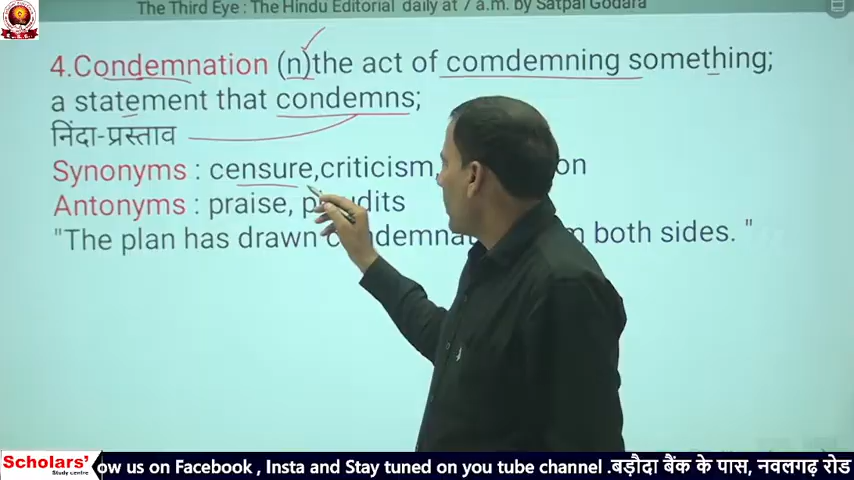 The Third Eye : The Hindu Editorial daily at 7 a.m. by Satpal Godara
4.Condemnation (n)the act of comdemning something;
a statement that condemns;
निंदा-प्रस्ताव
Synonyms : censure,criticism,
Antonyms : praise,
"The plan has drawn both sides. "
Scholars'
Study centre
ow us on Facebook , Insta and Stay tuned on you tube channel .बड़ौदा बैंक के पास, नवलगढ़ रोड